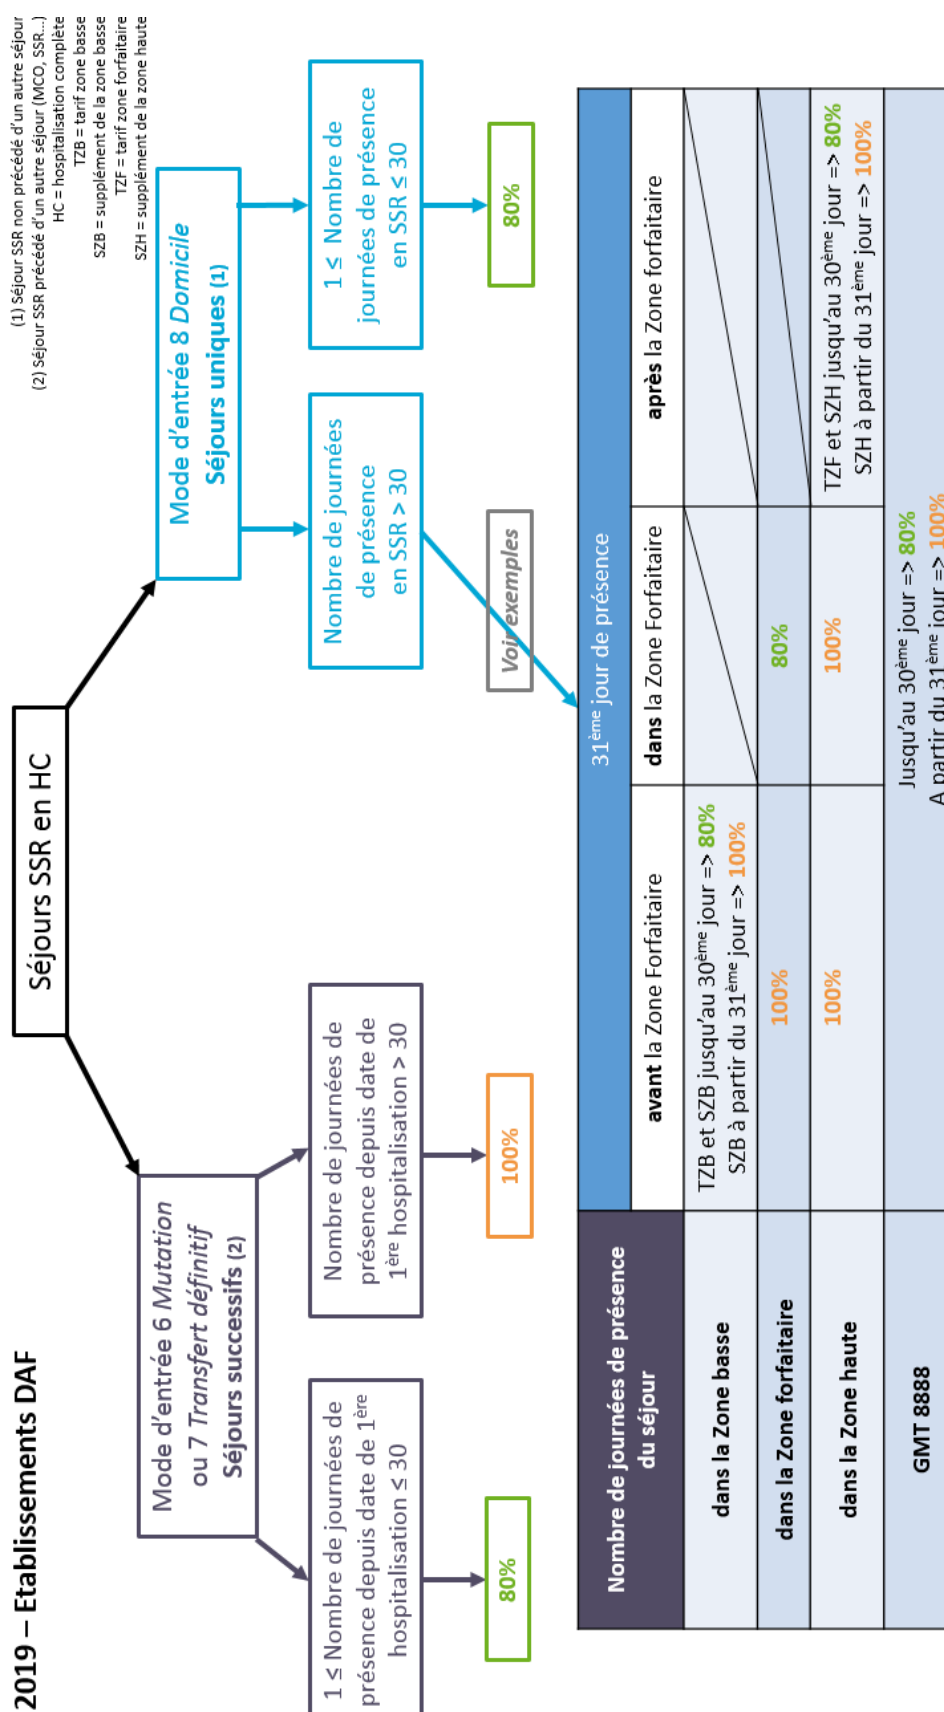 2019 – Etablissements DAF
(1) Séjour SSR non précédé d'un autre séjour
(2) Séjour SSR précédé d'un autre séjour (MCO, SSR...)
HC = hospitalisation complète
TZB = tarif zone basse
SZB = supplément de la zone basse
TZF = tarif zone forfaitaire
SZH = supplément de la zone haute
Séjours SSR en HC
Mode d'entrée 6 Mutation
ou 7 Transfert définitif
Séjours successifs (2)
Mode d'entrée 8 Domicile
Séjours uniques (1)
1 ≤ Nombre de journées de
présence depuis date de 1ère
hospitalisation ≤ 30
Nombre de journées de
présence depuis date de
1ère hospitalisation > 30
Nombre de journées
de présence
en SSR > 30
1 ≤ Nombre de
journées de présence
en SSR ≤ 30
80%
100%
Voir exemples
80%
Nombre de journées de présence
du séjour
31ème jour de présence
avant la Zone Forfaitaire
dans la Zone Forfaitaire
après la Zone forfaitaire
dans la Zone basse
TZB et SZB jusqu'au 30ème jour => 80%
SZB à partir du 31ème jour => 100%
dans la Zone forfaitaire
100%
80%
dans la Zone haute
100%
100%
TZF et SZH jusqu'au 30ème jour => 80%
SZH à partir du 31ème jour => 100%
GMT 8888
Jusqu'au 30ème jour => 80%
A partir du 31ème jour => 100%